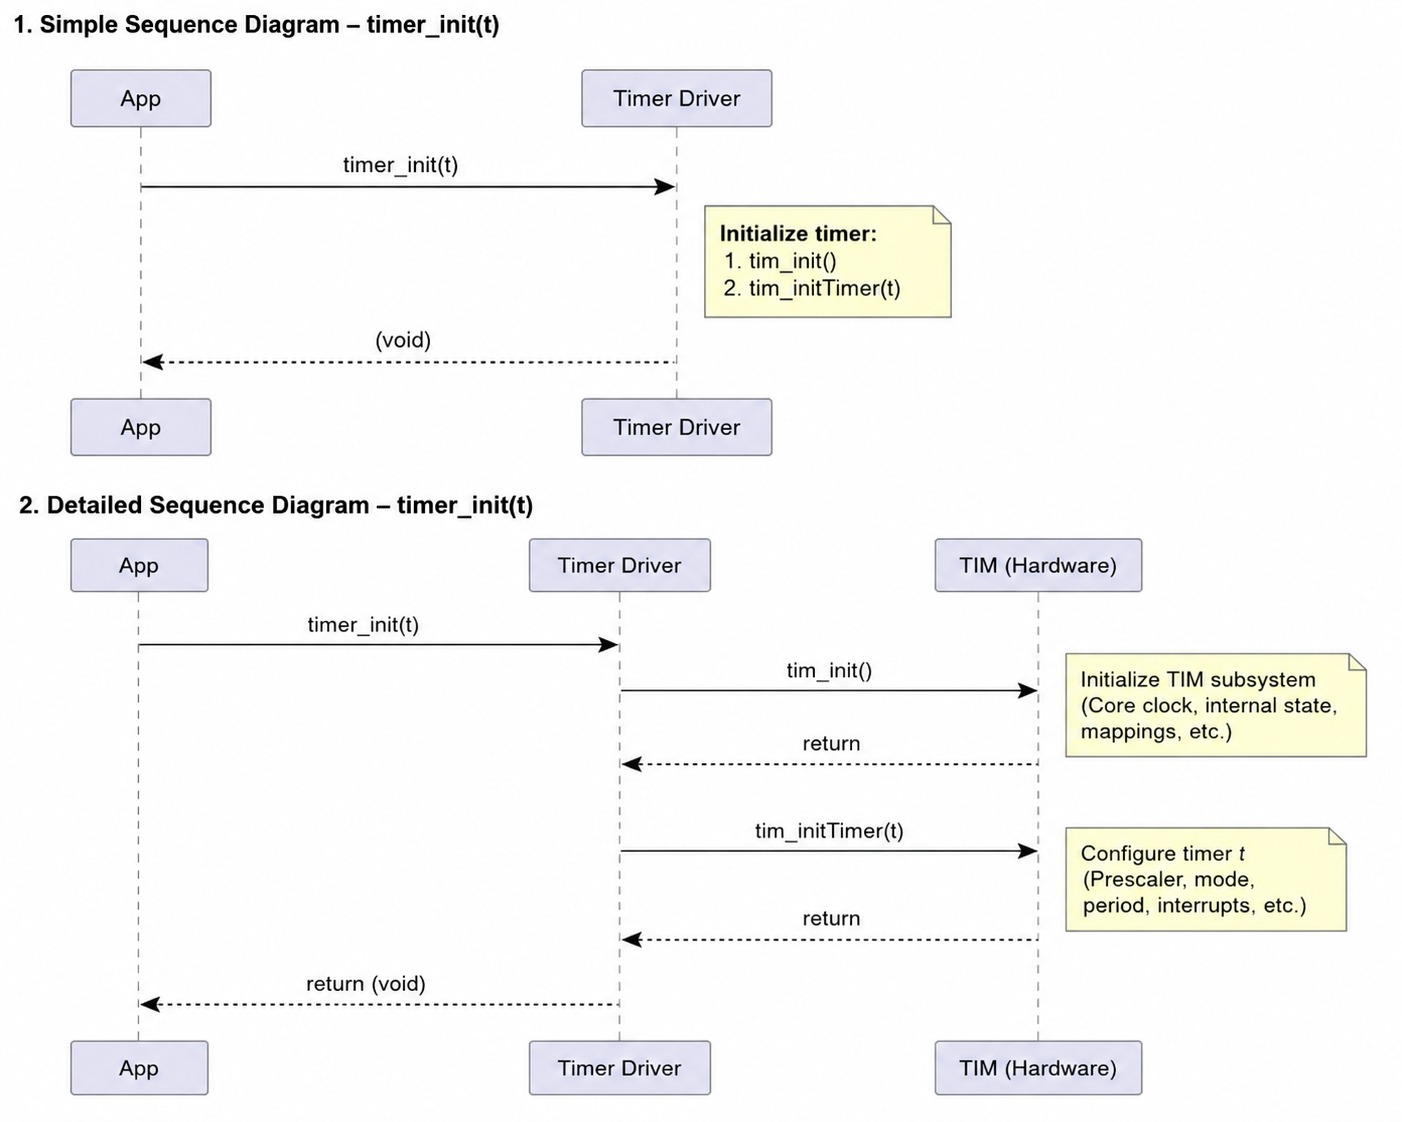 1. Simple Sequence Diagram – timer_init(t)
App
Timer Driver
timer_init(t)
Initialize timer:
1. tim_init()
2. tim_initTimer(t)
(void)
App
Timer Driver
2. Detailed Sequence Diagram – timer_init(t)
App
Timer Driver
TIM (Hardware)
timer_init(t)
tim_init()
Initialize TIM subsystem
(Core clock, internal state,
mappings, etc.)
return
tim_initTimer(t)
Configure timer t
(Prescaler, mode,
period, interrupts, etc.)
return
return (void)
App
Timer Driver
TIM (Hardware)